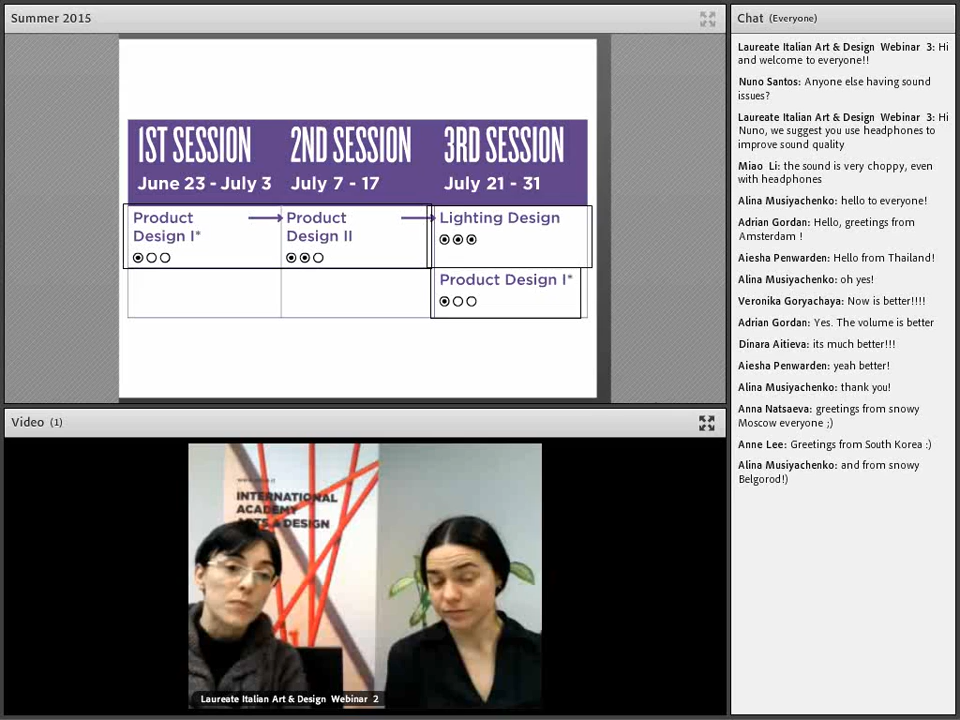 Summer 2015
1ST SESSION 2ND SESSION 3RD SESSION
June 23 - July 3 July 7 - 17 July 21 - 31
Product Product Lighting Design
Design I* Design II
Product Design I*
Video (1)
INTERNATIONAL
ACADEMY
ARTS & DESIGN
Laureate Italian Art & Design Webinar 2
Chat (Everyone)
Laureate Italian Art & Design Webinar 3: Hi
and welcome to everyone!!
Nuno Santos: Anyone else having sound
issues?
Laureate Italian Art & Design Webinar 3: Hi
Nuno, we suggest you use headphones to
improve sound quality
Miao Li: the sound is very choppy, even
with headphones
Alina Musiyachenko: hello to everyone!
Adrian Gordan: Hello, greetings from
Amsterdam !
Aiesha Penwarden: Hello from Thailand!
Alina Musiyachenko: oh yes!
Veronika Goryachaya: Now is better!!!!
Adrian Gordan: Yes. The volume is better
Dinara Aitieva: its much better!!!
Aiesha Penwarden: yeah better!
Alina Musiyachenko: thank you!
Anna Natsaeva: greetings from snowy
Moscow everyone ;)
Anne Lee: Greetings from South Korea :)
Alina Musiyachenko: and from snowy
Belgorod!)